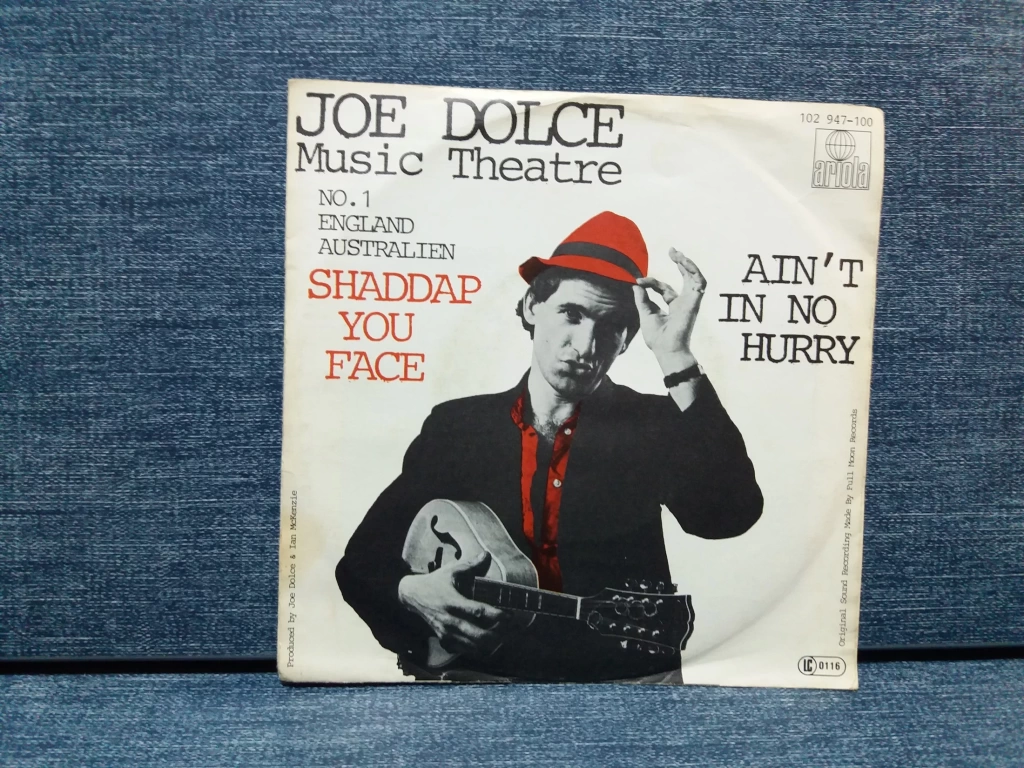 JOE DOLCE
Music Theatre
NO.1
ENGLAND
AUSTRALIEN
SHADDAP
YOU
FACE
102 947-100
ariola
AIN'T
IN NO
HURRY
Produced by Joe Dolce & Ian McKenzie
Original Sound Recording Made By Full Moon Records
LC 0116